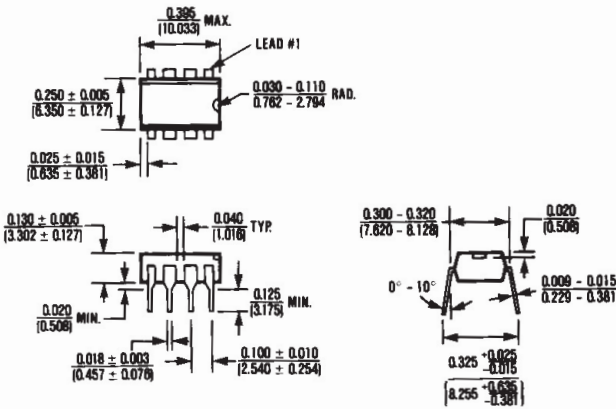 0.395
(10.033)
MAX.
LEAD #1
0.250 ± 0.005
(6.350 ± 0.127)
0.030 - 0.110
0.762 - 2.794
RAD.
0.025 ± 0.015
(0.635 ± 0.381)
0.130 ± 0.005
(3.302 ± 0.127)
0.040
(1.016)
TYP.
0.020
(0.508)
MIN.
0.125
(3.175)
MIN.
0.018 ± 0.003
(0.457 ± 0.076)
0.100 ± 0.010
(2.540 ± 0.254)
0.300 - 0.320
(7.620 - 8.128)
0.020
(0.508)
0° - 10°
0.009 - 0.015
0.229 - 0.381
0.325 +0.025
-0.015
(8.255 +0.635
-0.381)